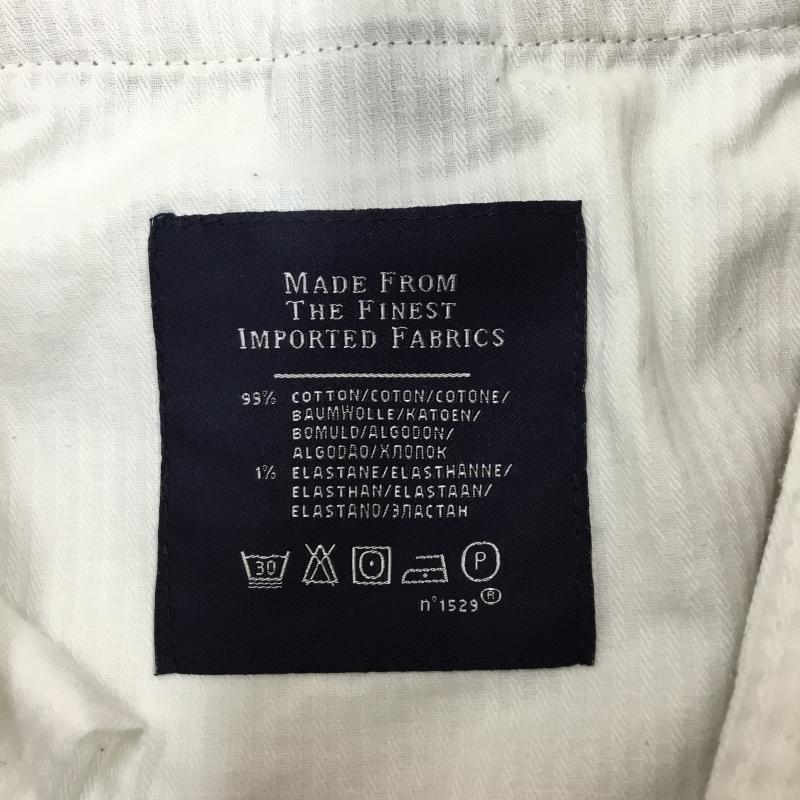 MADE FROM
THE FINEST
IMPORTED FABRICS
99% COTTON/COTON/COTONE/
BAUMWOLLE/KATOEN/
BOMULD/ALGODON/
ALGODÃO/ХЛОПОК
1% ELASTANE/ELASTHANNE/
ELASTHAN/ELASTAAN/
ELASTANO/ЭЛАСТАН
30 P
n°1529 ®